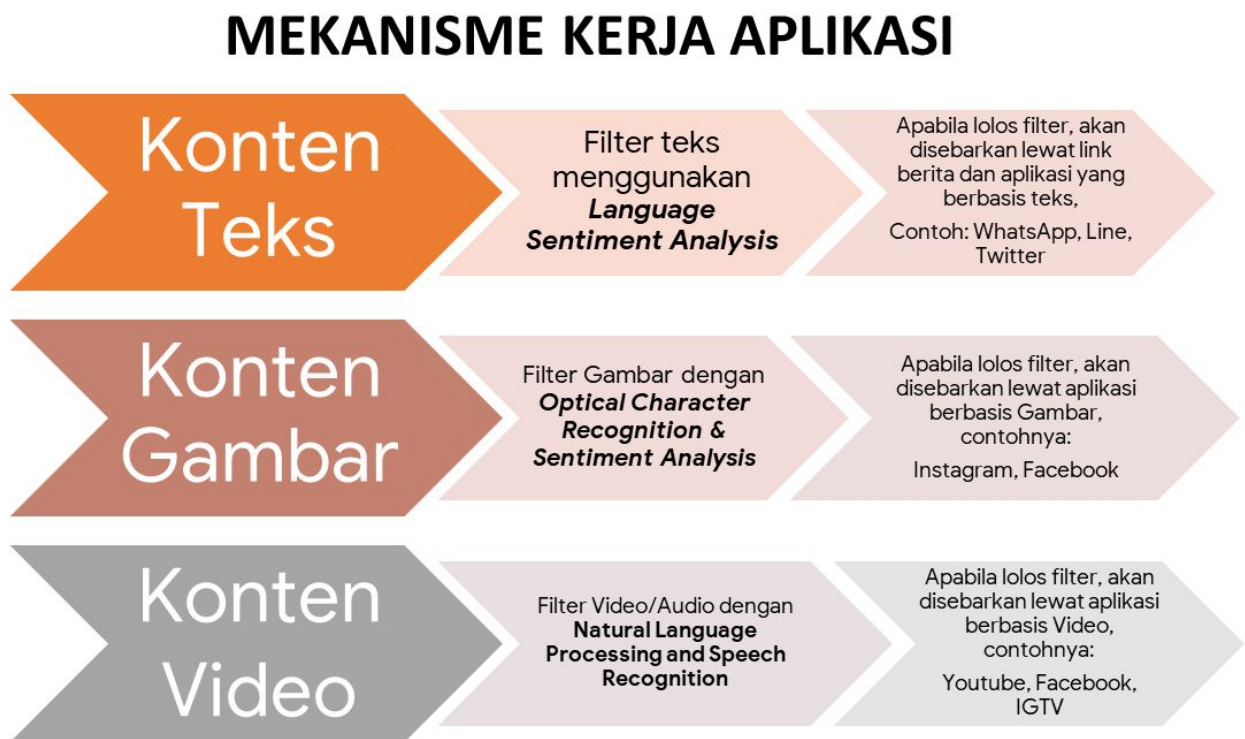 MEKANISME KERJA APLIKASI
Konten
Teks
Filter teks
menggunakan
Language
Sentiment Analysis
Apabila lolos filter, akan
disebarkan lewat link
berita dan aplikasi yang
berbasis teks,
Contoh: WhatsApp, Line,
Twitter
Konten
Gambar
Filter Gambar dengan
Optical Character
Recognition &
Sentiment Analysis
Apabila lolos filter, akan
disebarkan lewat aplikasi
berbasis Gambar,
contohnya:
Instagram, Facebook
Konten
Video
Filter Video/Audio dengan
Natural Language
Processing and Speech
Recognition
Apabila lolos filter, akan
disebarkan lewat aplikasi
berbasis Video,
contohnya:
Youtube, Facebook,
IGTV